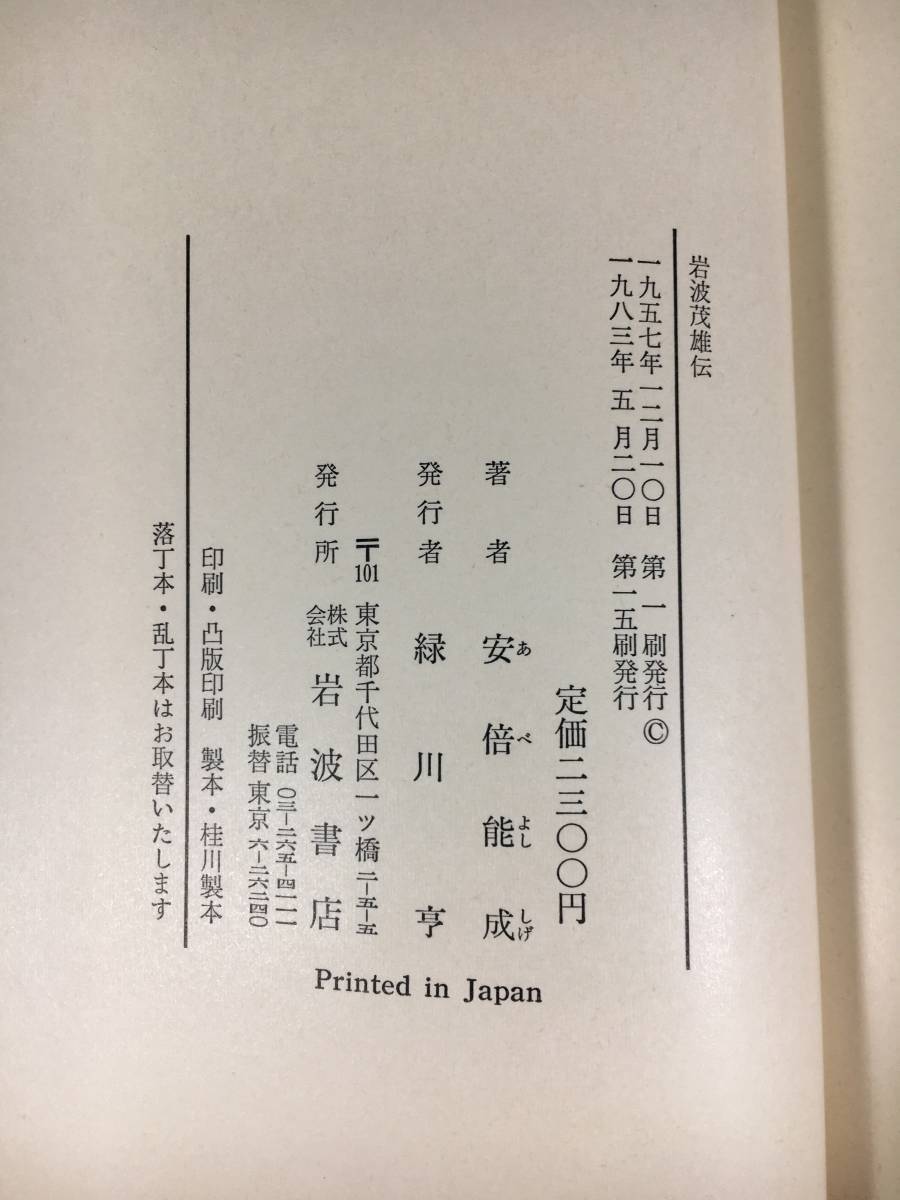 岩波茂雄伝
一九五七年一二月一〇日 第一刷発行 ©
一九八三年五月二〇日 第一五刷発行
定価二三〇〇円
著者 安倍能成
あ べ よし しげ
発行者 緑川亨
〒101 東京都千代田区一ツ橋二-五-五
発行所 株式会社 岩波書店
電話 〇三-二六五-四一一一
振替 東京 六-二六二四〇
印刷・凸版印刷 製本・桂川製本
落丁本・乱丁本はお取替いたします
Printed in Japan